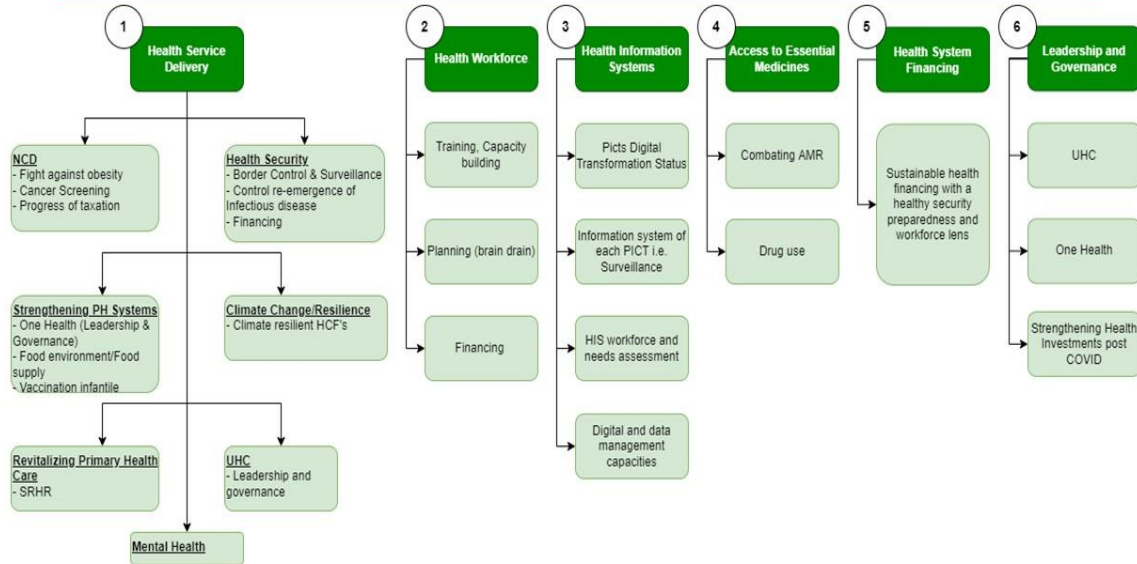 1
Health Service
Delivery
NCD
- Fight against obesity
- Cancer Screening
- Progress of taxation
Health Security
- Border Control & Surveillance
- Control re-emergence of
Infectious disease
- Financing
Strengthening PH Systems
- One Health (Leadership &
Governance)
- Food environment/Food
supply
- Vaccination infantile
Climate Change/Resilience
- Climate resilient HCF's
Revitalizing Primary Health
Care
- SRHR
UHC
- Leadership and
governance
Mental Health
2
Health Workforce
Training, Capacity
building
Planning (brain drain)
Financing
3
Health Information
Systems
Picts Digital
Transformation Status
Information system of
each PICT i.e.
Surveillance
HIS workforce and
needs assessment
Digital and data
management
capacities
4
Access to Essential
Medicines
Combating AMR
Drug use
5
Health System
Financing
Sustainable health
financing with a
healthy security
preparedness and
workforce lens
6
Leadership and
Governance
UHC
One Health
Strengthening Health
Investments post
COVID